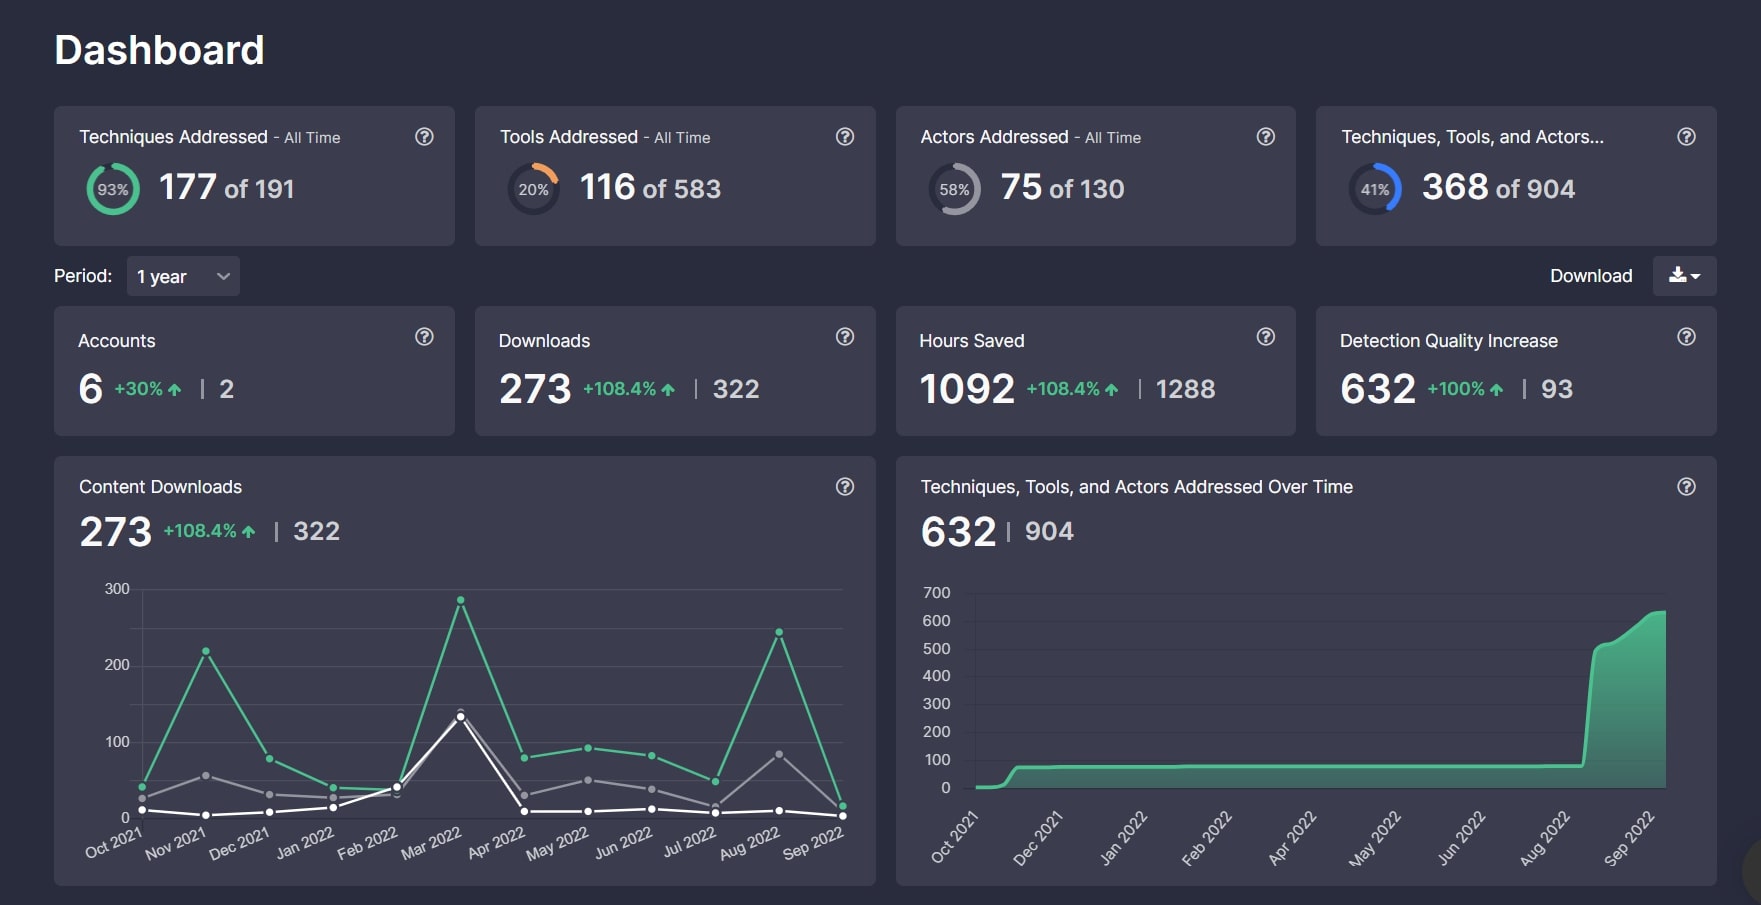 Dashboard
Techniques Addressed - All Time
93% 177 of 191
Tools Addressed - All Time
20% 116 of 583
Actors Addressed - All Time
58% 75 of 130
Techniques, Tools, and Actors...
41% 368 of 904
Period: 1 year
Download
Accounts
6 +30% | 2
Downloads
273 +108.4% | 322
Hours Saved
1092 +108.4% | 1288
Detection Quality Increase
632 +100% | 93
Content Downloads
273 +108.4% | 322
300
200
100
0
Oct 2021 Nov 2021 Dec 2021 Jan 2022 Feb 2022 Mar 2022 Apr 2022 May 2022 Jun 2022 Jul 2022 Aug 2022 Sep 2022
Techniques, Tools, and Actors Addressed Over Time
632 | 904
700
600
500
400
300
200
100
0
Oct 2021 Dec 2021 Jan 2022 Feb 2022 Apr 2022 May 2022 Jun 2022 Aug 2022 Sep 2022